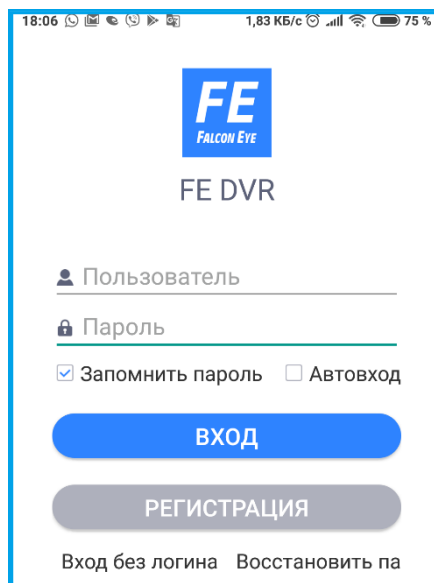 18:06 1,83 КБ/с 75 %
FE
FALCON EYE
FE DVR
Пользователь
Пароль
Запомнить пароль Автовход
ВХОД
РЕГИСТРАЦИЯ
Вход без логина Восстановить па